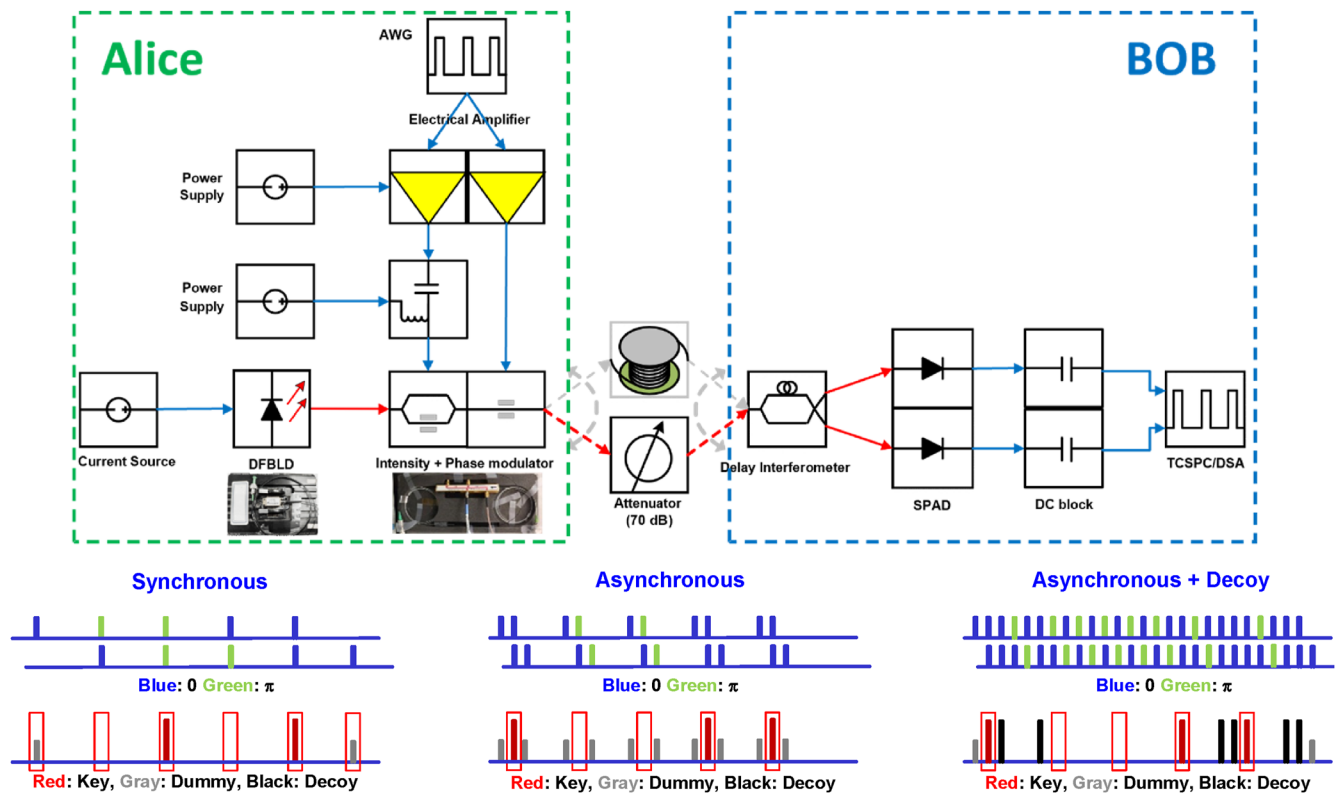 Alice
AWG
BOB
Electrical Amplifier
Power
Supply
Power
Supply
Current Source
DFBLD
Intensity + Phase modulator
Attenuator
(70 dB)
Delay Interferometer
SPAD
DC block
TCSPC/DSA
Synchronous
Blue: 0 Green: π
Red: Key, Gray: Dummy, Black: Decoy
Asynchronous
Blue: 0 Green: π
Red: Key, Gray: Dummy, Black: Decoy
Asynchronous + Decoy
Blue: 0 Green: π
Red: Key, Gray: Dummy, Black: Decoy